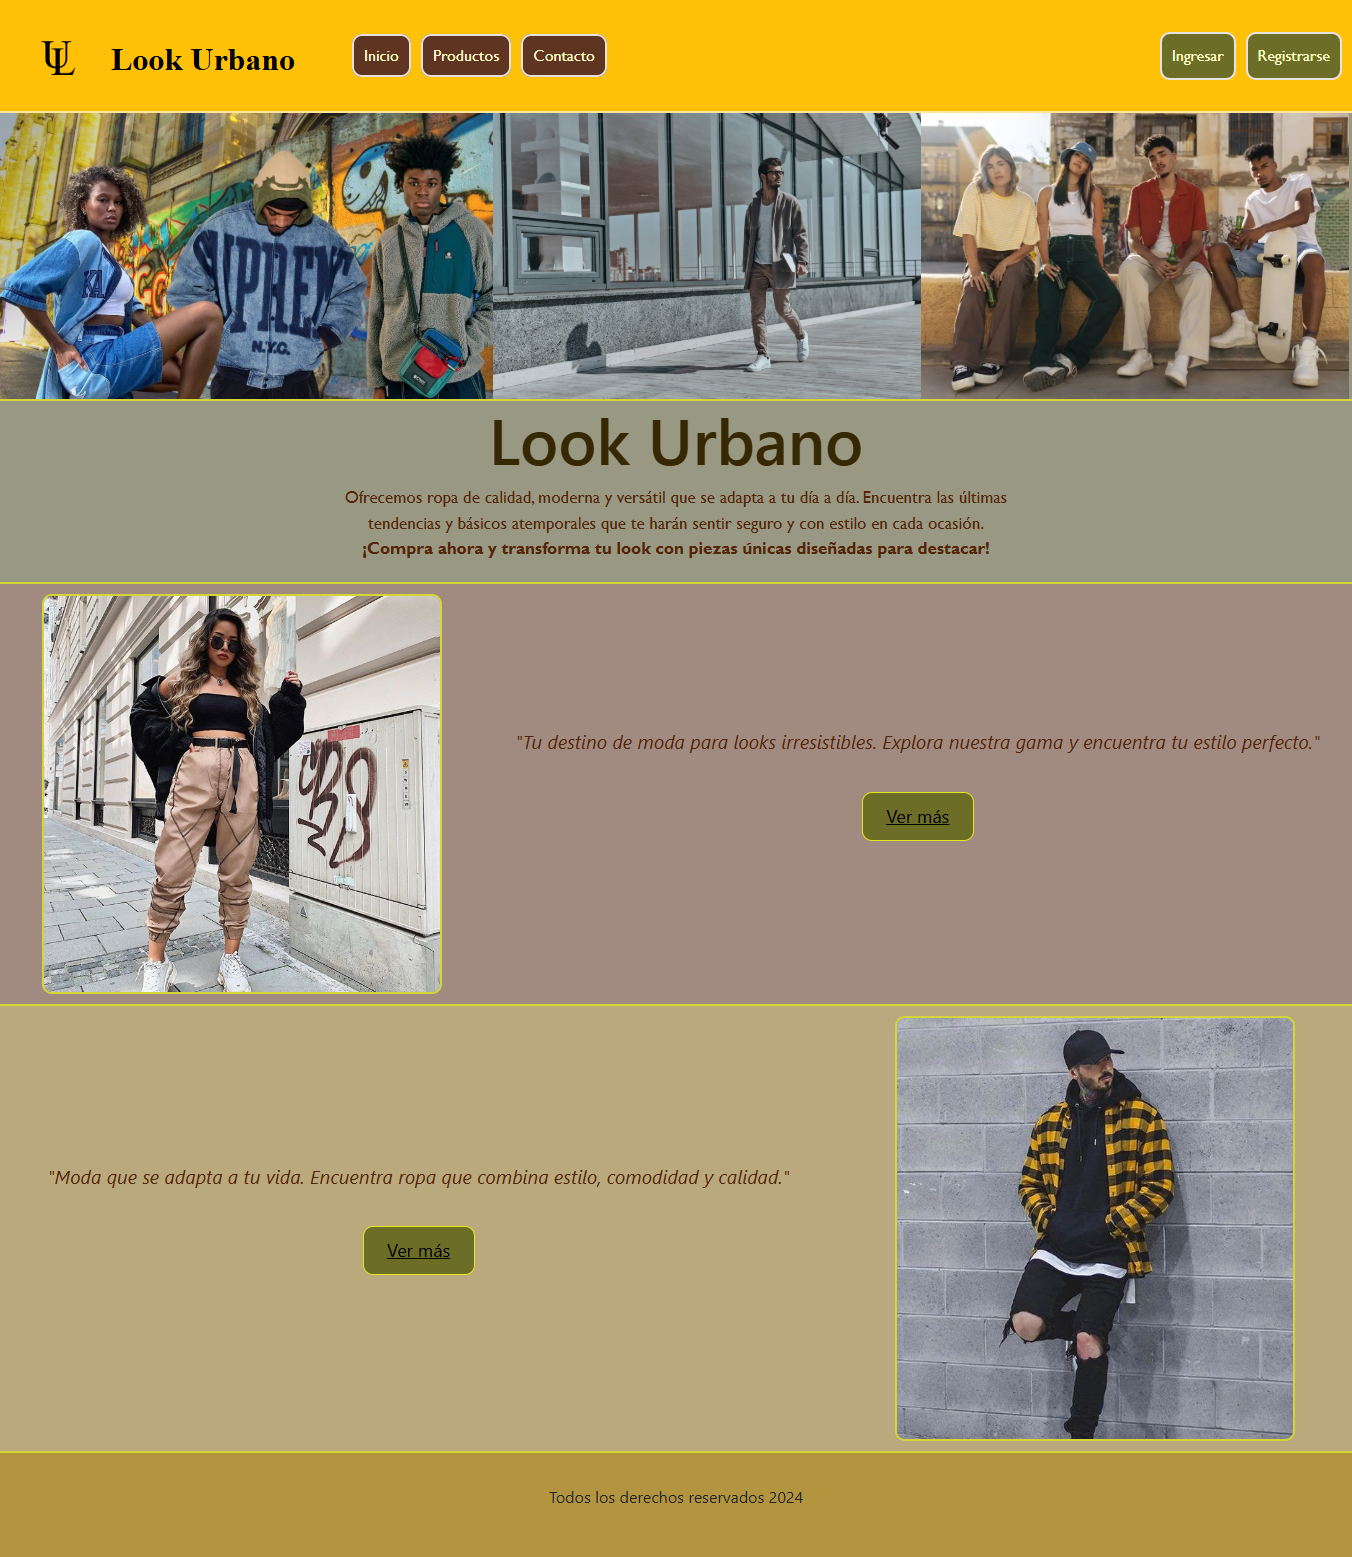 UL
Look Urbano
Inicio
Productos
Contacto
Ingresar
Registrarse
SUPREME
N.Y.C.
Look Urbano
Ofrecemos ropa de calidad, moderna y versátil que se adapta a tu día a día. Encuentra las últimas
tendencias y básicos atemporales que te harán sentir seguro y con estilo en cada ocasión.
¡Compra ahora y transforma tu look con piezas únicas diseñadas para destacar!
"Tu destino de moda para looks irresistibles. Explora nuestra gama y encuentra tu estilo perfecto."
Ver más
"Moda que se adapta a tu vida. Encuentra ropa que combina estilo, comodidad y calidad."
Ver más
Todos los derechos reservados 2024